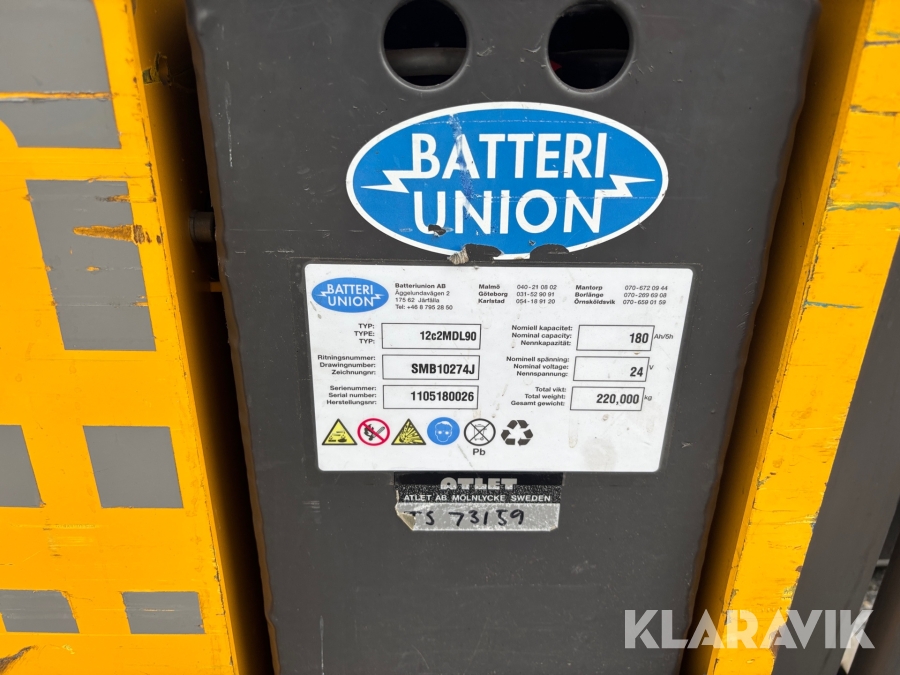 BATTERI
UNION
BATTERI
UNION
Batteriunion AB
Äggelundavägen 2
175 62 Järfälla
Tel: +46 8 795 28 50
Malmö 040-21 08 02
Göteborg 031-52 90 91
Karlstad 054-18 91 20
Mantorp 070-672 09 44
Borlänge 070-269 69 08
Örnsköldsvik 070-659 01 59
TYP:
TYPE: 12c2MDL90
TYP:
Nomiell kapacitet:
Nominal capacity: 180 Ah/5h
Nennkapazität:
Ritningsnummer:
Drawingnumber: SMB10274J
Zeichnungnr:
Nominell spänning:
Nominal voltage: 24 V
Nennspannung:
Serienummer:
Serial number 1105180026
Herstellungsnr:
Total vikt:
Total weight: 220,000 kg
Gesamt gewicht:
Pb
ATLET
ATLET AB MÖLNLYCKE SWEDEN
TS 73159
KLARAVIK